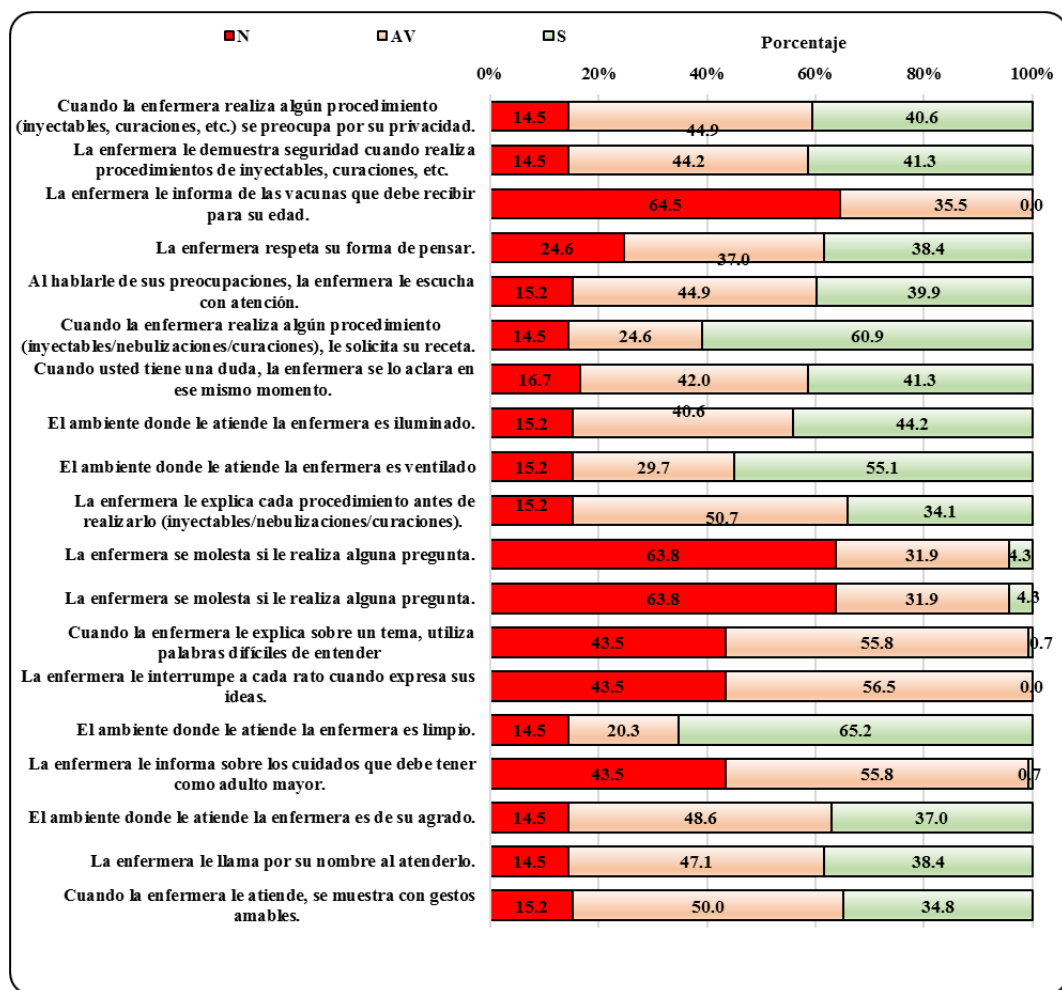 N AV S
Porcentaje
0% 20% 40% 60% 80% 100%
Cuando la enfermera realiza algún procedimiento
(inyectables, curaciones, etc.) se preocupa por su privacidad.
14.5 44.9 40.6
La enfermera le demuestra seguridad cuando realiza
procedimientos de inyectables, curaciones, etc.
14.5 44.2 41.3
La enfermera le informa de las vacunas que debe recibir
para su edad.
64.5 35.5 0.0
La enfermera respeta su forma de pensar.
24.6 37.0 38.4
Al hablarle de sus preocupaciones, la enfermera le escucha
con atención.
15.2 44.9 39.9
Cuando la enfermera realiza algún procedimiento
(inyectables/nebulizaciones/curaciones), le solicita su receta.
14.5 24.6 60.9
Cuando usted tiene una duda, la enfermera se lo aclara en
ese mismo momento.
16.7 42.0 41.3
El ambiente donde le atiende la enfermera es iluminado.
15.2 40.6 44.2
El ambiente donde le atiende la enfermera es ventilado
15.2 29.7 55.1
La enfermera le explica cada procedimiento antes de
realizarlo (inyectables/nebulizaciones/curaciones).
15.2 50.7 34.1
La enfermera se molesta si le realiza alguna pregunta.
63.8 31.9 4.3
La enfermera se molesta si le realiza alguna pregunta.
63.8 31.9 4.3
Cuando la enfermera le explica sobre un tema, utiliza
palabras difíciles de entender
43.5 55.8 0.7
La enfermera le interrumpe a cada rato cuando expresa sus
ideas.
43.5 56.5 0.0
El ambiente donde le atiende la enfermera es limpio.
14.5 20.3 65.2
La enfermera le informa sobre los cuidados que debe tener
como adulto mayor.
43.5 55.8 0.7
El ambiente donde le atiende la enfermera es de su agrado.
14.5 48.6 37.0
La enfermera le llama por su nombre al atenderlo.
14.5 47.1 38.4
Cuando la enfermera le atiende, se muestra con gestos
amables.
15.2 50.0 34.8